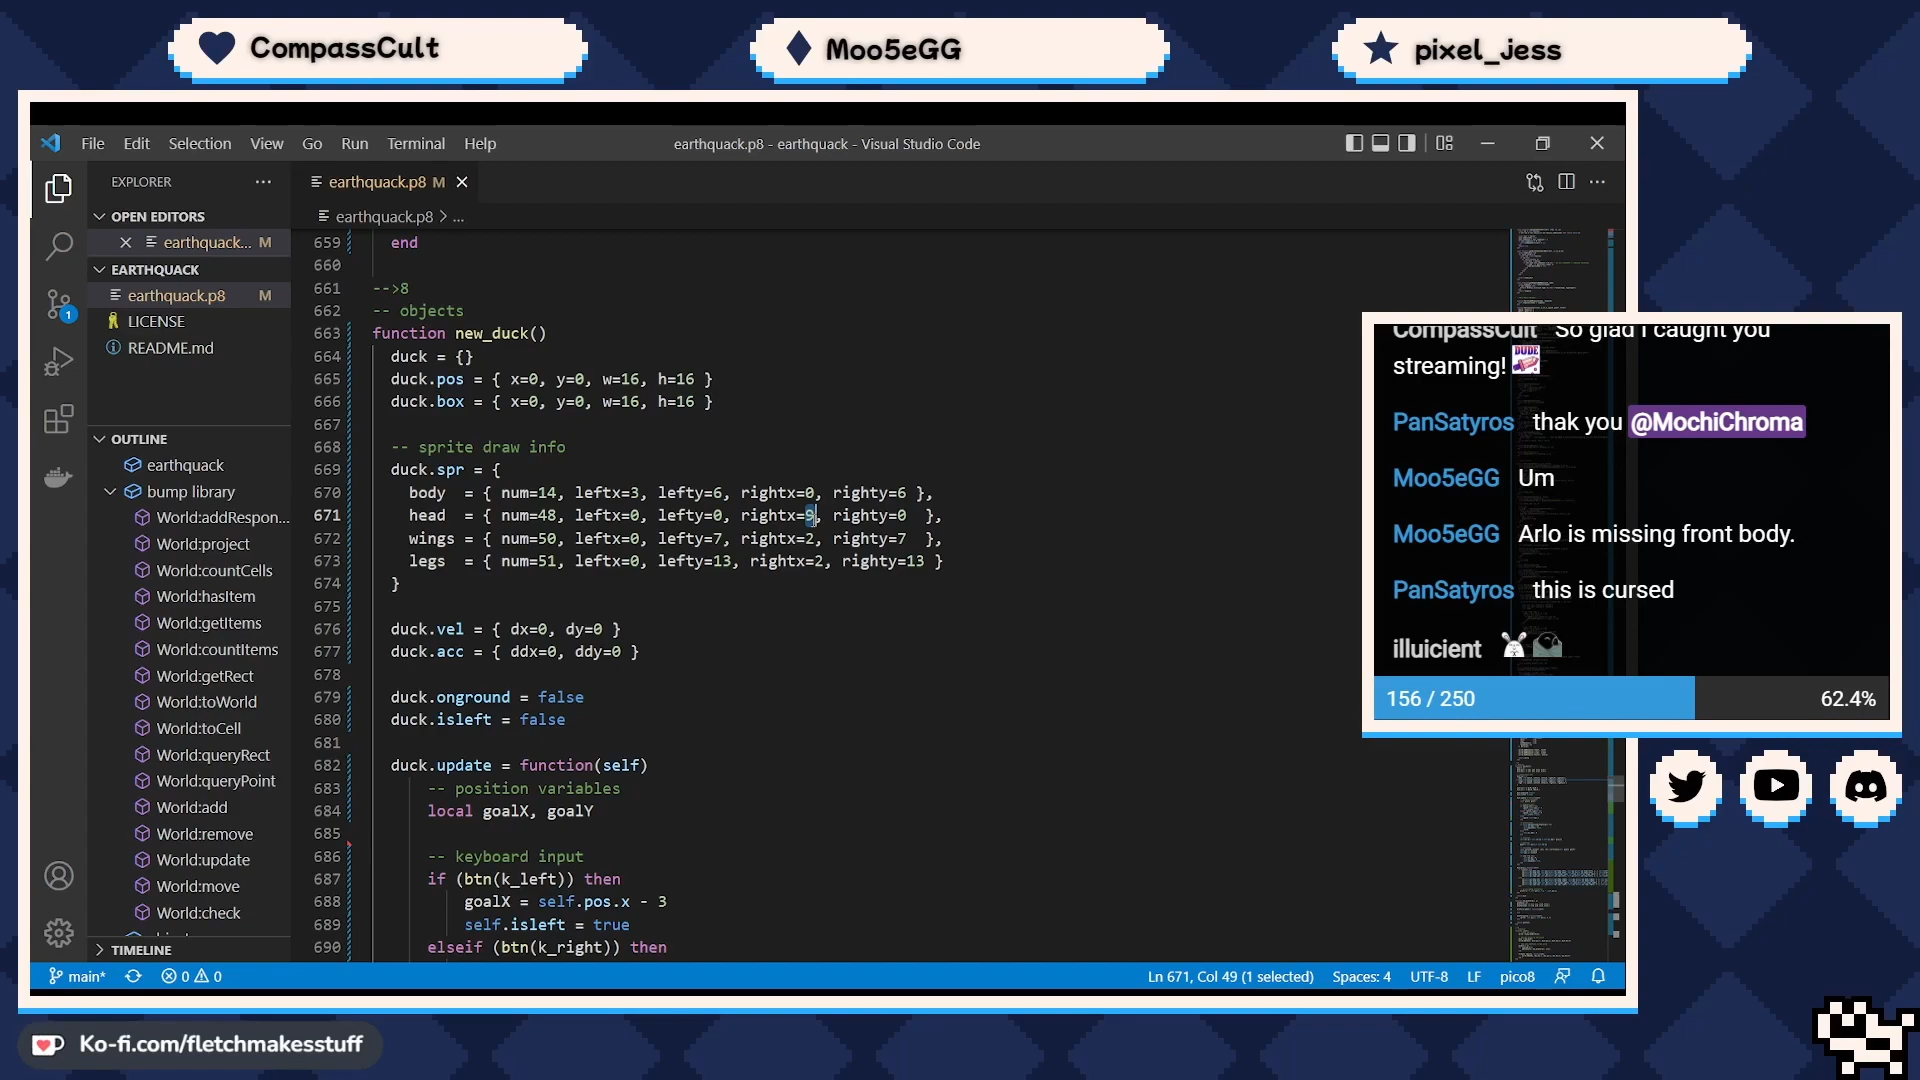 CompassCult
Moo5eGG
pixel_jess
File Edit Selection View Go Run Terminal Help
earthquack.p8 - earthquack - Visual Studio Code
EXPLORER
OPEN EDITORS
earthquack... M
EARTHQUACK
earthquack.p8 M
LICENSE
README.md
OUTLINE
earthquack
bump library
World:addRespon...
World:project
World:countCells
World:hasItem
World:getItems
World:countItems
World:getRect
World:toWorld
World:toCell
World:queryRect
World:queryPoint
World:add
World:remove
World:update
World:move
World:check
TIMELINE
earthquack.p8 M
earthquack.p8 > ...
659 end
660
661 -->8
662 -- objects
663 function new_duck()
664 duck = {}
665 duck.pos = { x=0, y=0, w=16, h=16 }
666 duck.box = { x=0, y=0, w=16, h=16 }
667
668 -- sprite draw info
669 duck.spr = {
670 body = { num=14, leftx=3, lefty=6, rightx=0, righty=6 },
671 head = { num=48, leftx=0, lefty=0, rightx=9, righty=0 },
672 wings = { num=50, leftx=0, lefty=7, rightx=2, righty=7 },
673 legs = { num=51, leftx=0, lefty=13, rightx=2, righty=13 }
674 }
675
676 duck.vel = { dx=0, dy=0 }
677 duck.acc = { ddx=0, ddy=0 }
678
679 duck.onground = false
680 duck.isleft = false
681
682 duck.update = function(self)
683 -- position variables
684 local goalX, goalY
685
686 -- keyboard input
687 if (btn(k_left)) then
688 goalX = self.pos.x - 3
689 self.isleft = true
690 elseif (btn(k_right)) then
CompassCult So glad I caught you
streaming! DUDE
PanSatyros thak you @MochiChroma
Moo5eGG Um
Moo5eGG Arlo is missing front body.
PanSatyros this is cursed
illuicient
156 / 250 62.4%
1
main* 0 0
Ln 671, Col 49 (1 selected) Spaces: 4 UTF-8 LF pico8
Ko-fi.com/fletchmakesstuff